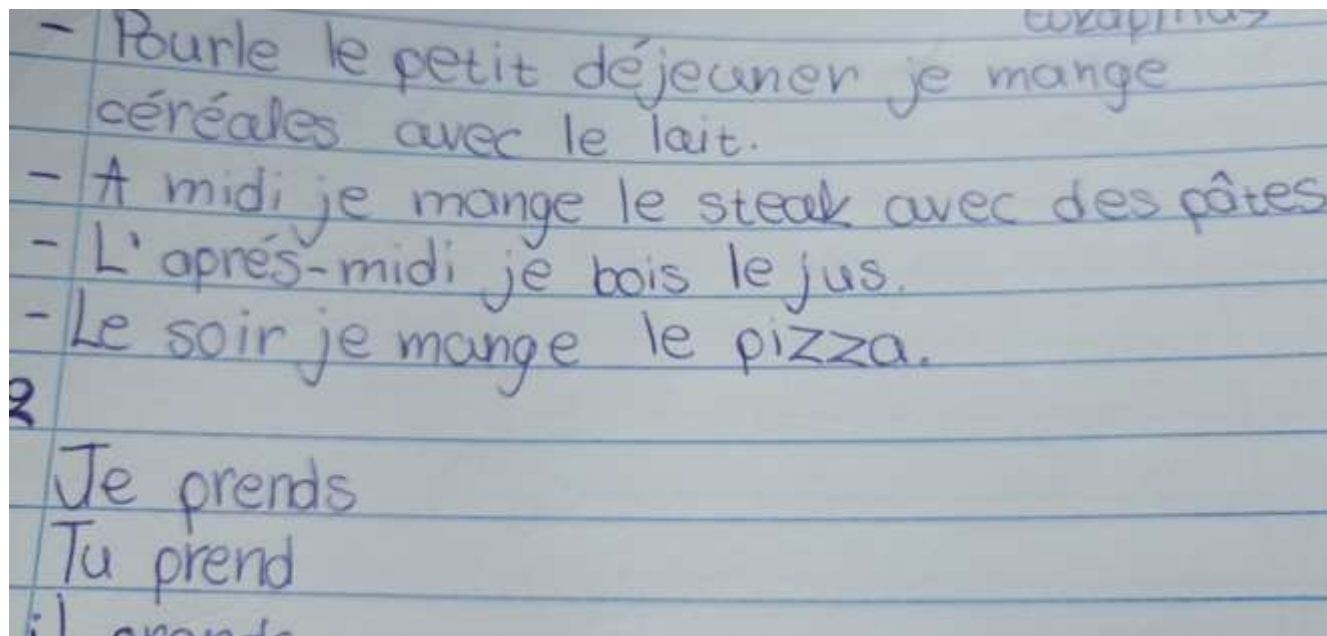 - Pourle le petit déjeuner je mange
céréales avec le lait.
- A midi je mange le steak avec des pâtes
- L'aprés-midi je bois le jus.
- Le soir je mange le pizza.
2
Je prends
Tu prend
il